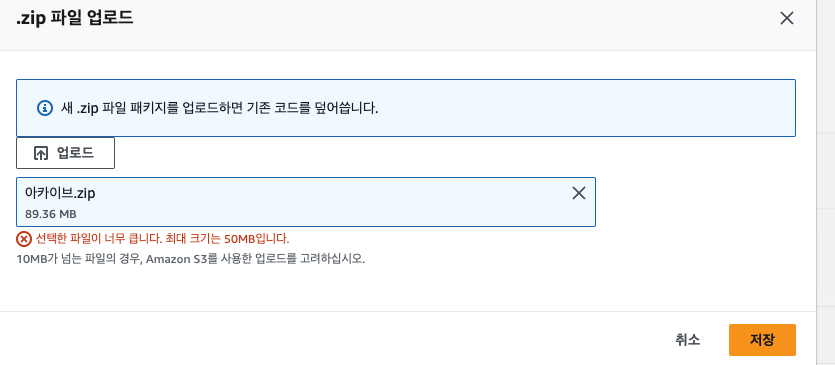 .zip 파일 업로드
새 .zip 파일 패키지를 업로드하면 기존 코드를 덮어씁니다.
업로드
아카이브.zip
89.36 MB
선택한 파일이 너무 큽니다. 최대 크기는 50MB입니다.
10MB가 넘는 파일의 경우, Amazon S3를 사용한 업로드를 고려하십시오.
취소
저장